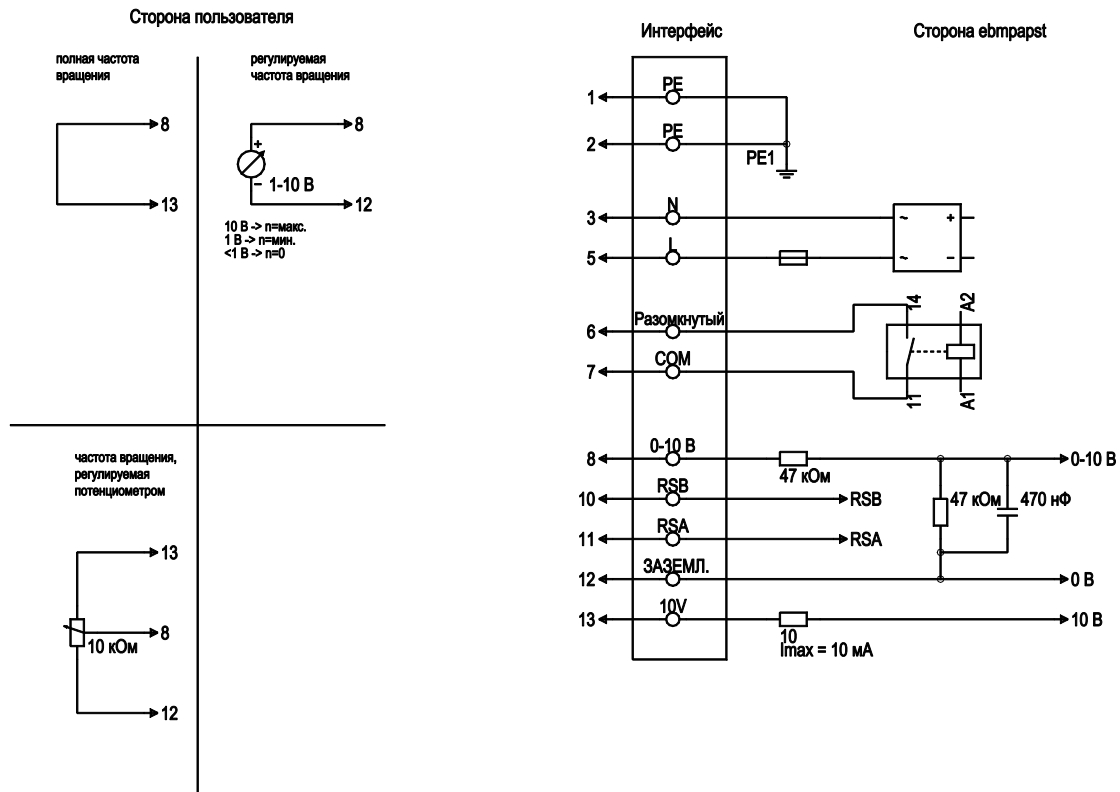 Сторона пользователя
полная частота
вращения
8
13
регулируемая
частота вращения
8
+
–
1-10 В
12
10 В -> n=макс.
1 В -> n=мин.
<1 В -> n=0
частота вращения,
регулируемая
потенциометром
13
8
10 кОм
12
Интерфейс
Сторона ebmpapst
1
PE
2
PE
PE1
3
N
~
+
5
L
~
–
6
Разомкнутый
14
A2
7
COM
11
A1
8
0-10 В
47 кОм
0-10 В
10
RSB
RSB
47 кОм
470 нФ
11
RSA
RSA
12
ЗАЗЕМЛ.
0 В
13
10V
10
Imax = 10 мА
10 В